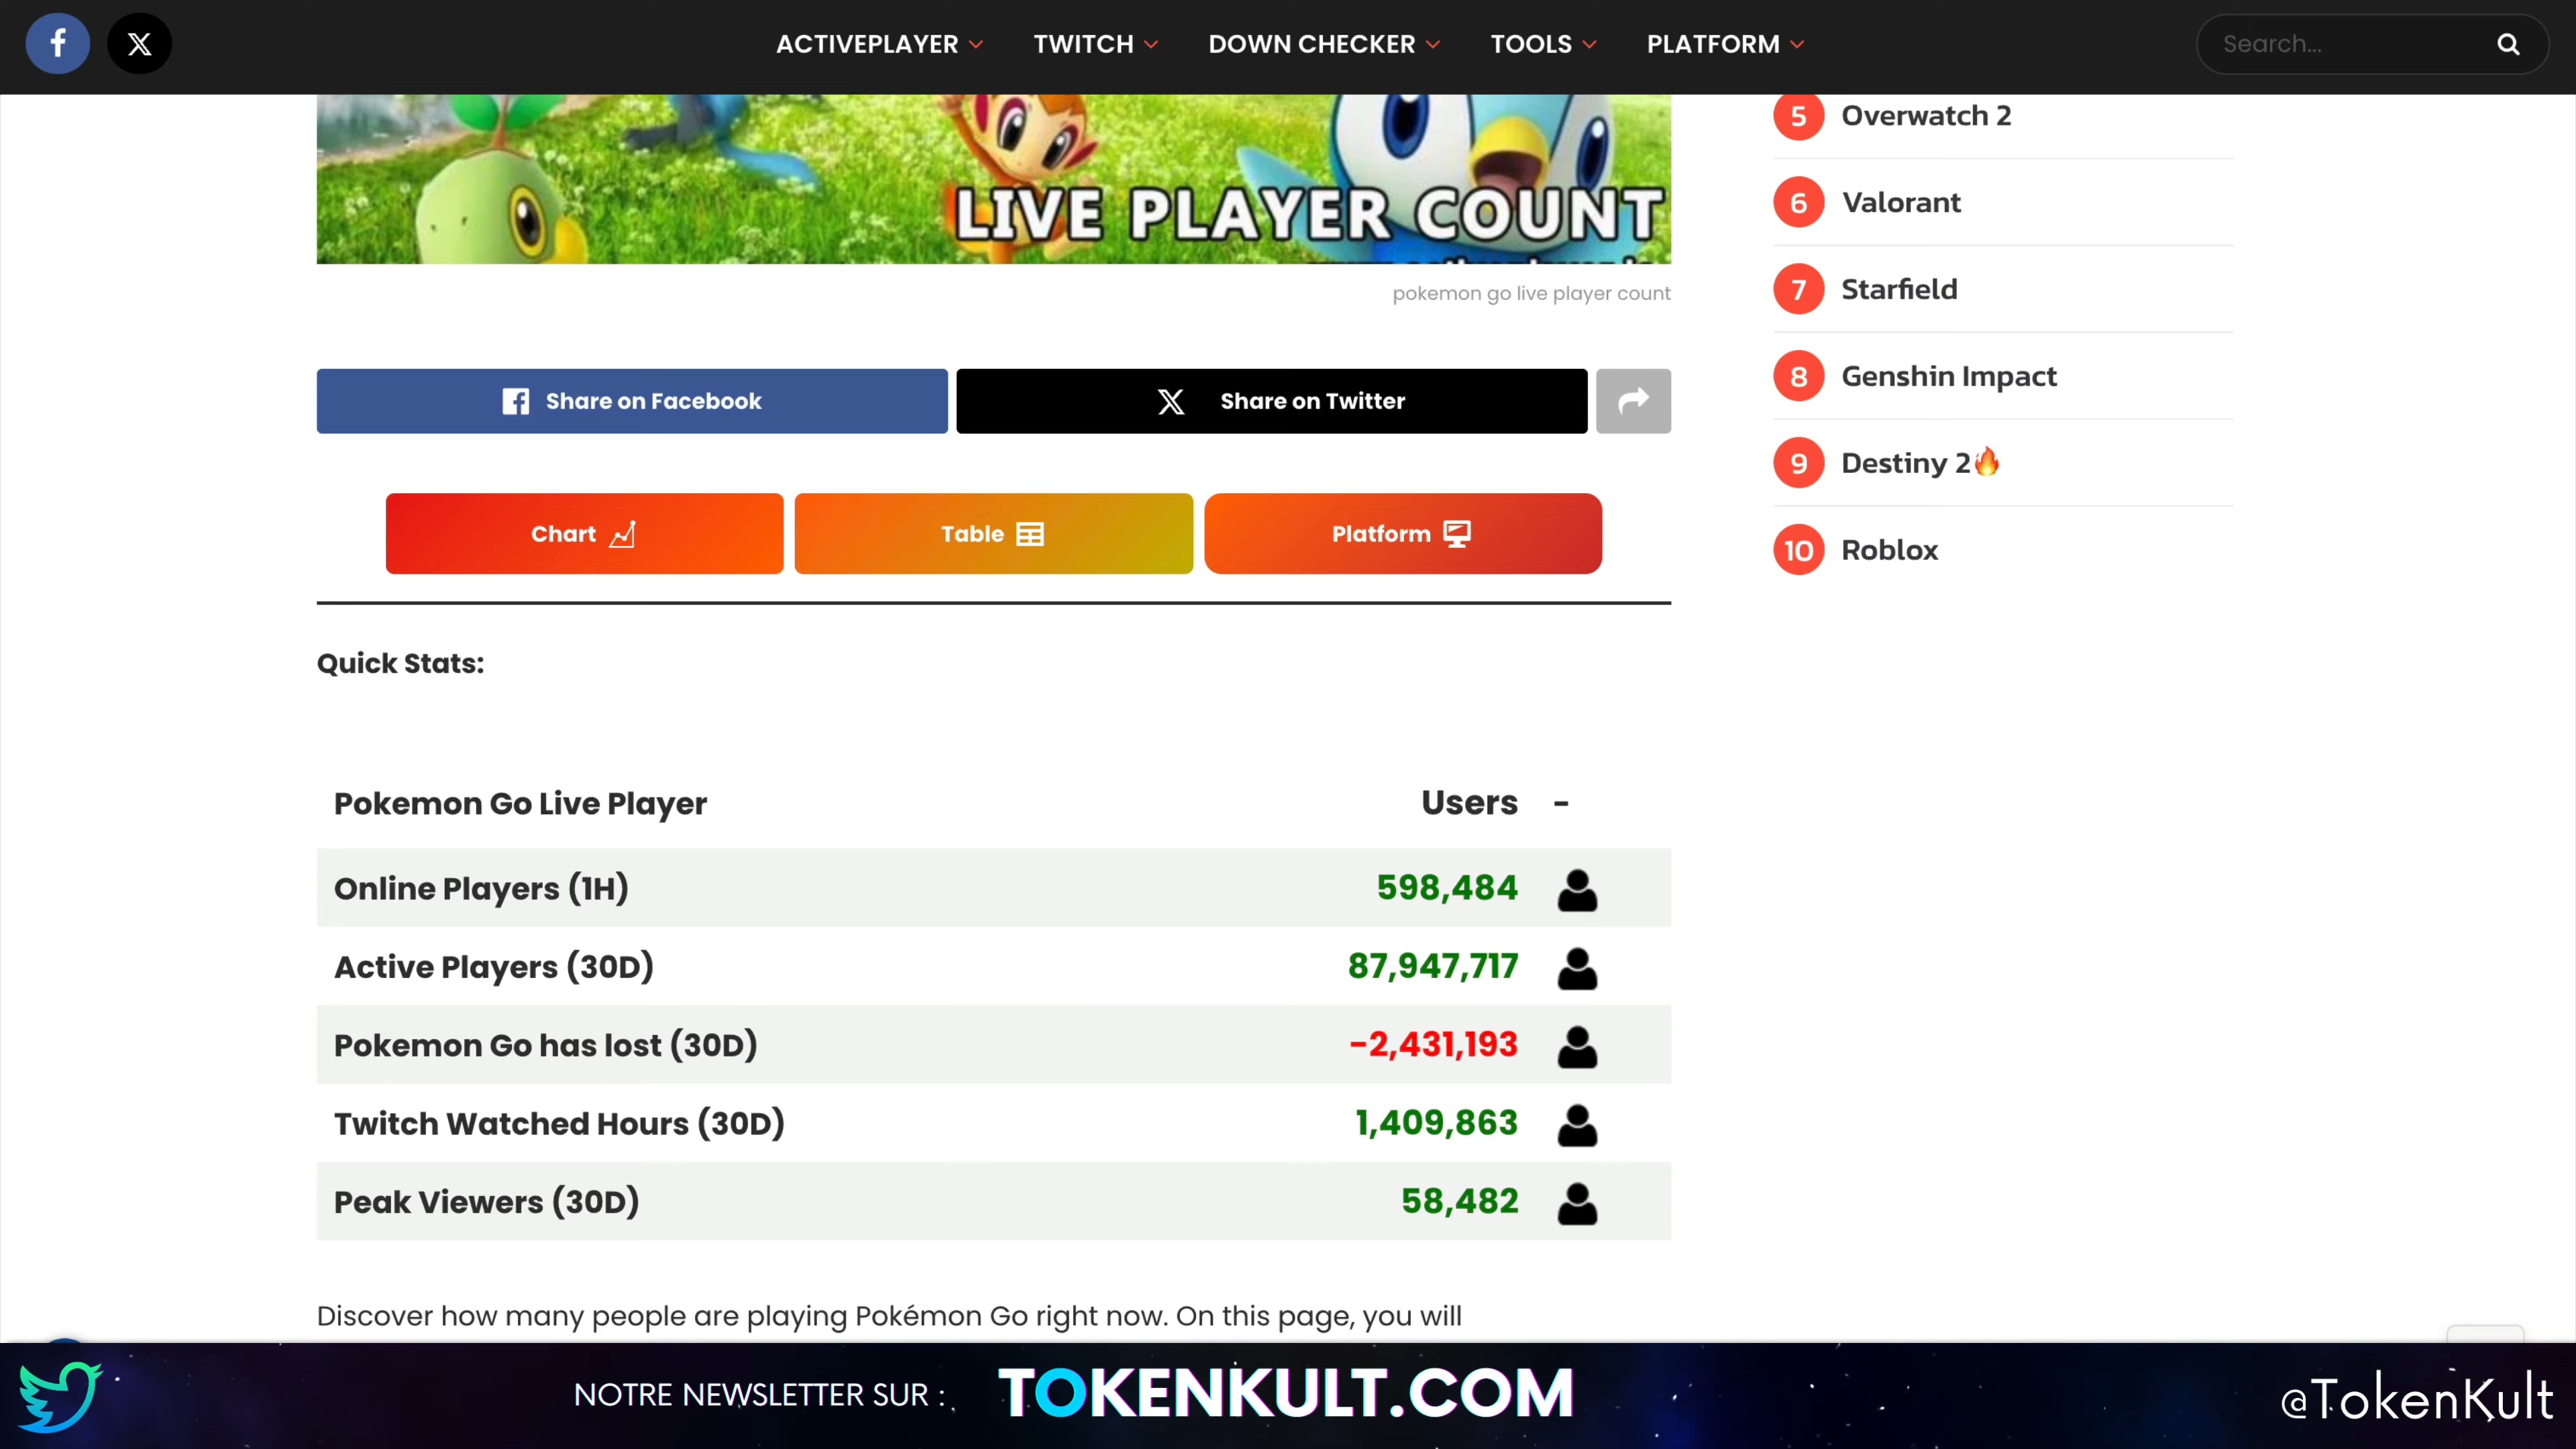 ACTIVEPLAYER TWITCH DOWN CHECKER TOOLS PLATFORM Search...
LIVE PLAYER COUNT
pokemon go live player count
Share on Facebook
Share on Twitter
Chart
Table
Platform
Quick Stats:
Pokemon Go Live Player Users -
Online Players (1H) 598,484
Active Players (30D) 87,947,717
Pokemon Go has lost (30D) -2,431,193
Twitch Watched Hours (30D) 1,409,863
Peak Viewers (30D) 58,482
Discover how many people are playing Pokémon Go right now. On this page, you will
5 Overwatch 2
6 Valorant
7 Starfield
8 Genshin Impact
9 Destiny 2🔥
10 Roblox
NOTRE NEWSLETTER SUR : TOKENKULT.COM
@TokenKult